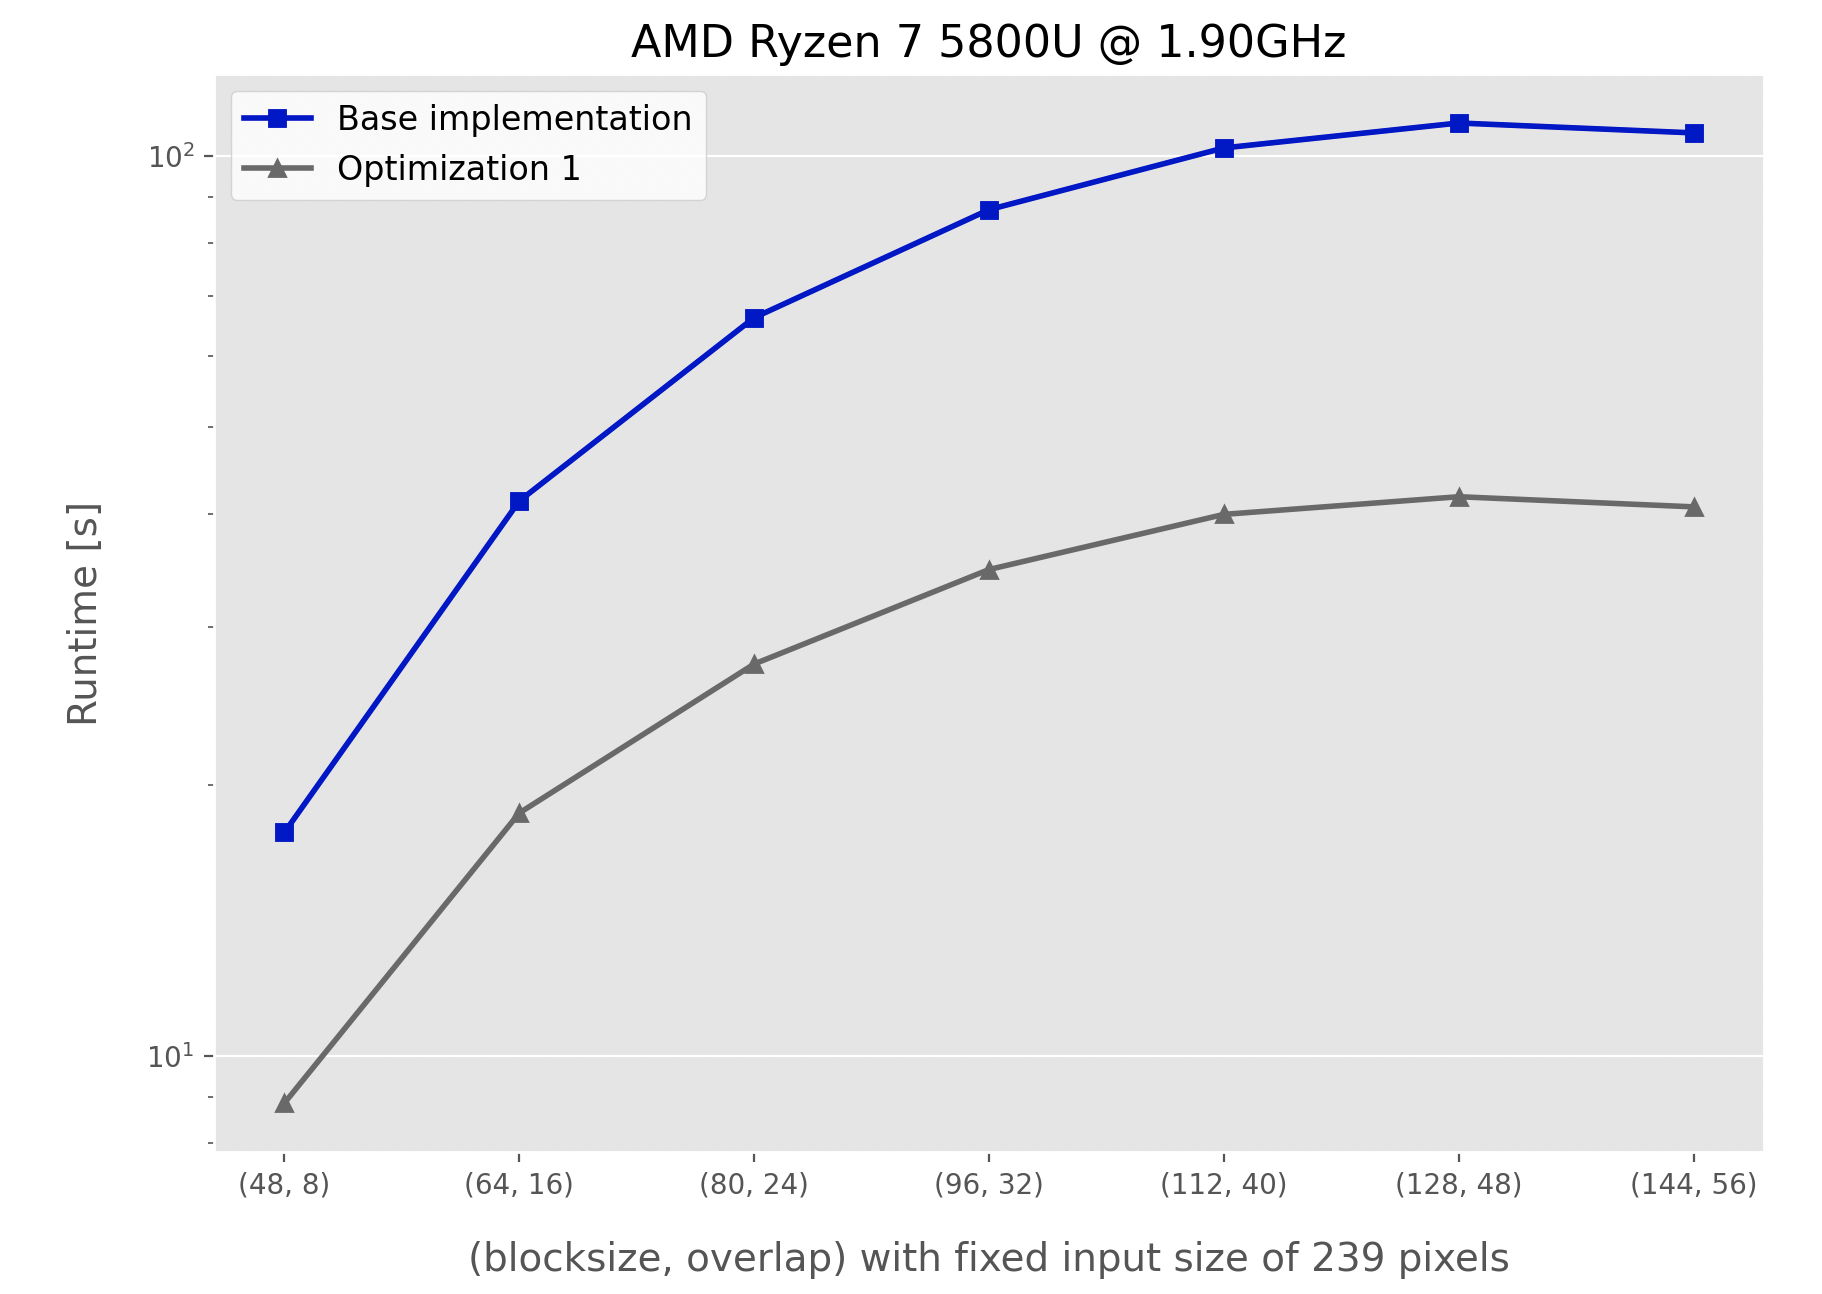 AMD Ryzen 7 5800U @ 1.90GHz
Base implementation
Optimization 1
10²
10¹
Runtime [s]
(48, 8) (64, 16) (80, 24) (96, 32) (112, 40) (128, 48) (144, 56)
(blocksize, overlap) with fixed input size of 239 pixels